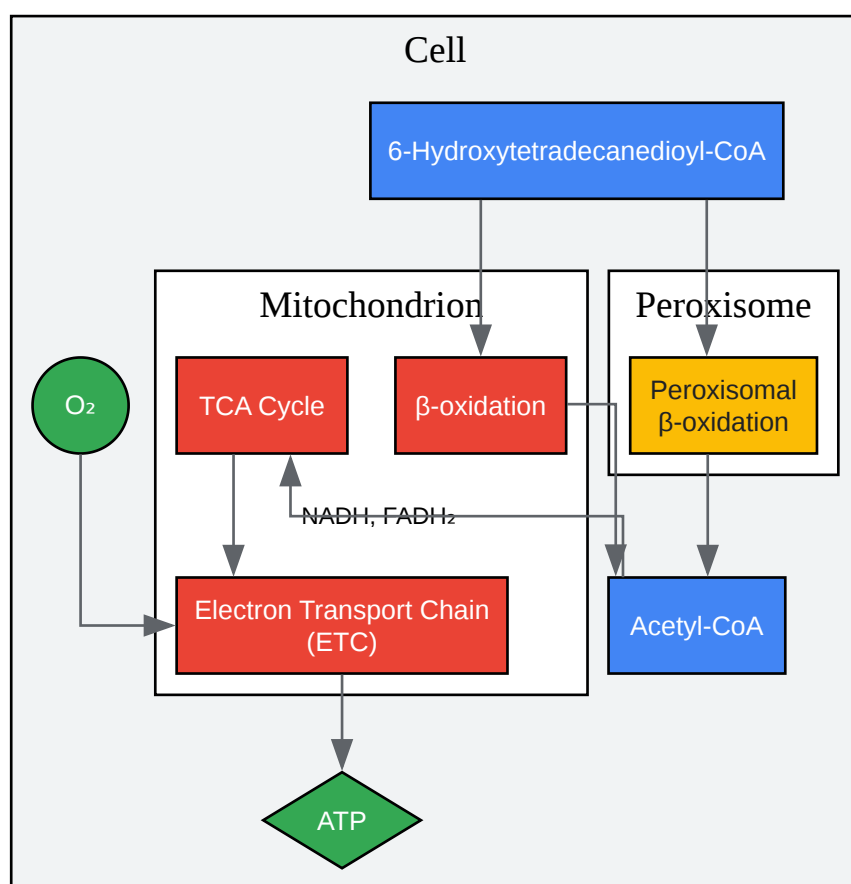 Cell
6-Hydroxytetradecanedioyl-CoA
Mitochondrion
Peroxisome
O₂
TCA Cycle
β-oxidation
Peroxisomal
β-oxidation
NADH, FADH₂
Electron Transport Chain
(ETC)
Acetyl-CoA
ATP